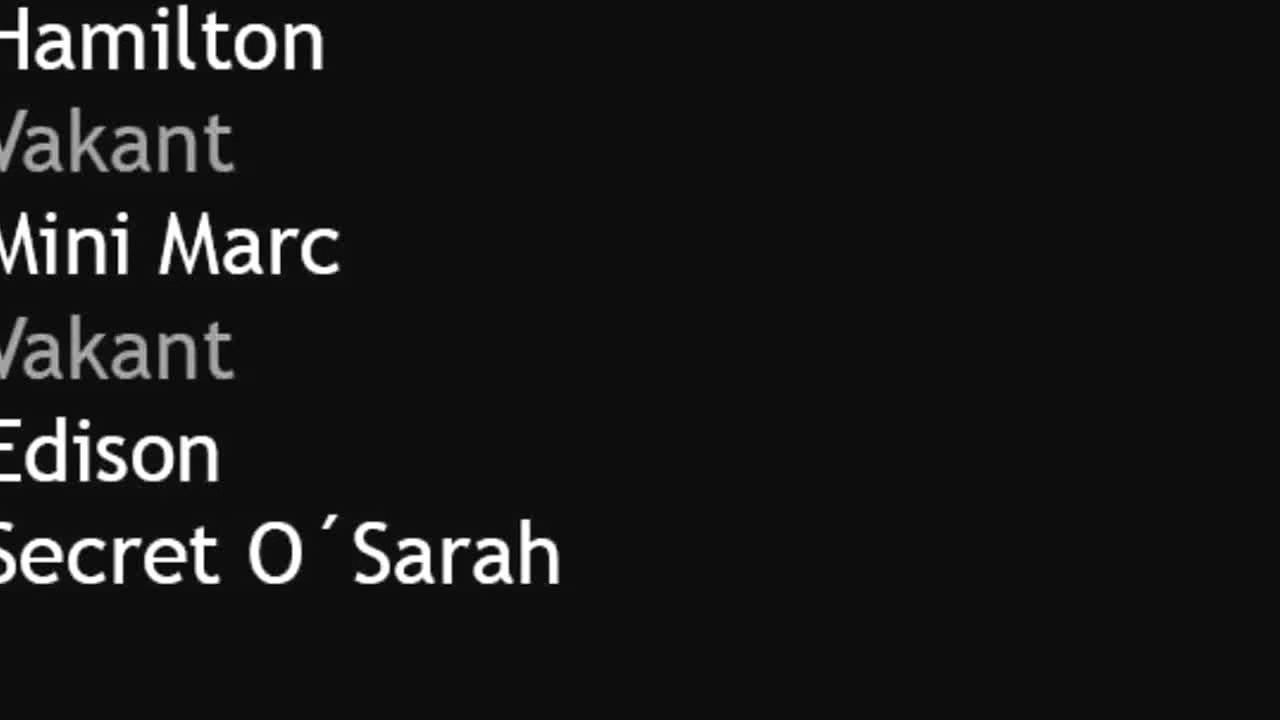 Hamilton
Vakant
Mini Marc
Vakant
Edison
Secret O´Sarah